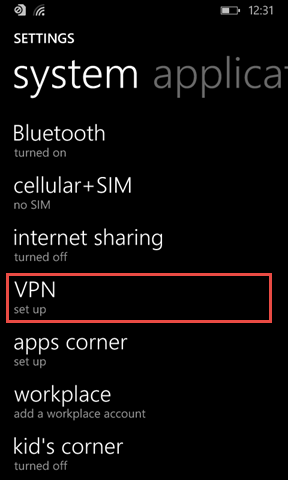 12:31
SETTINGS
system applicat
Bluetooth
turned on
cellular+SIM
no SIM
internet sharing
turned off
VPN
set up
apps corner
set up
workplace
add a workplace account
kid's corner
turned off